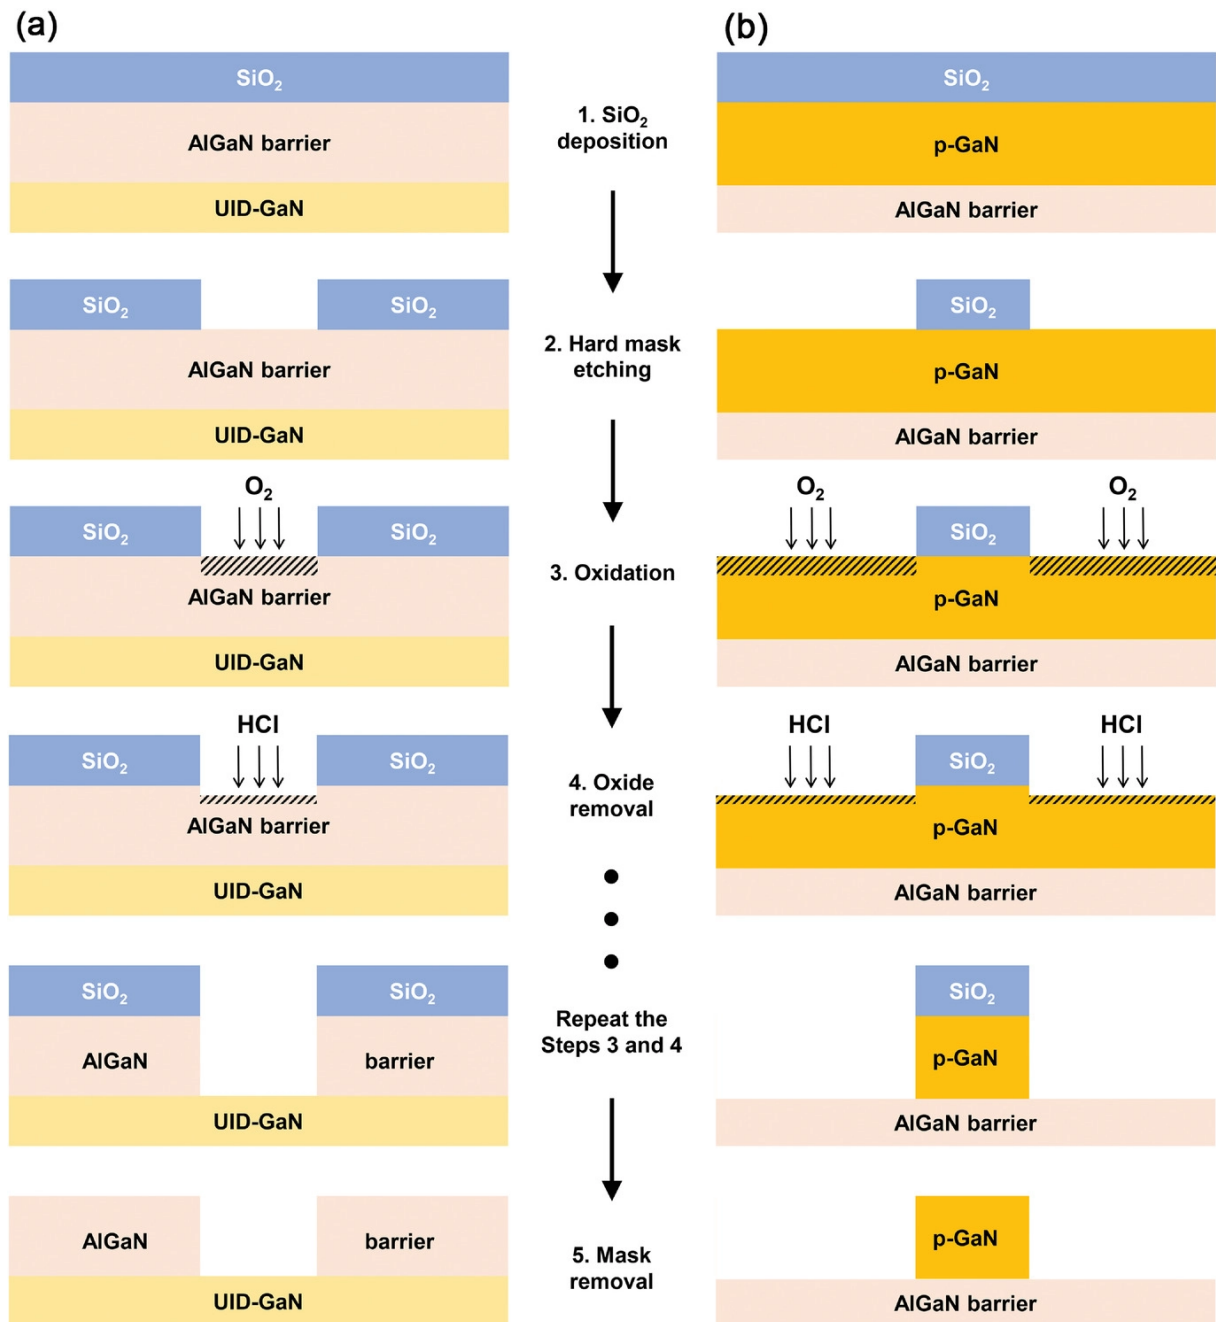 (a)
(b)
SiO₂
AlGaN barrier
UID-GaN
1. SiO₂
deposition
SiO₂
p-GaN
AlGaN barrier
SiO₂
SiO₂
AlGaN barrier
UID-GaN
2. Hard mask
etching
SiO₂
p-GaN
AlGaN barrier
O₂
SiO₂
SiO₂
AlGaN barrier
UID-GaN
3. Oxidation
O₂
O₂
SiO₂
p-GaN
AlGaN barrier
HCl
SiO₂
SiO₂
AlGaN barrier
UID-GaN
4. Oxide
removal
HCl
HCl
SiO₂
p-GaN
AlGaN barrier
SiO₂
SiO₂
AlGaN
barrier
UID-GaN
Repeat the
Steps 3 and 4
SiO₂
p-GaN
AlGaN barrier
AlGaN
barrier
UID-GaN
5. Mask
removal
p-GaN
AlGaN barrier